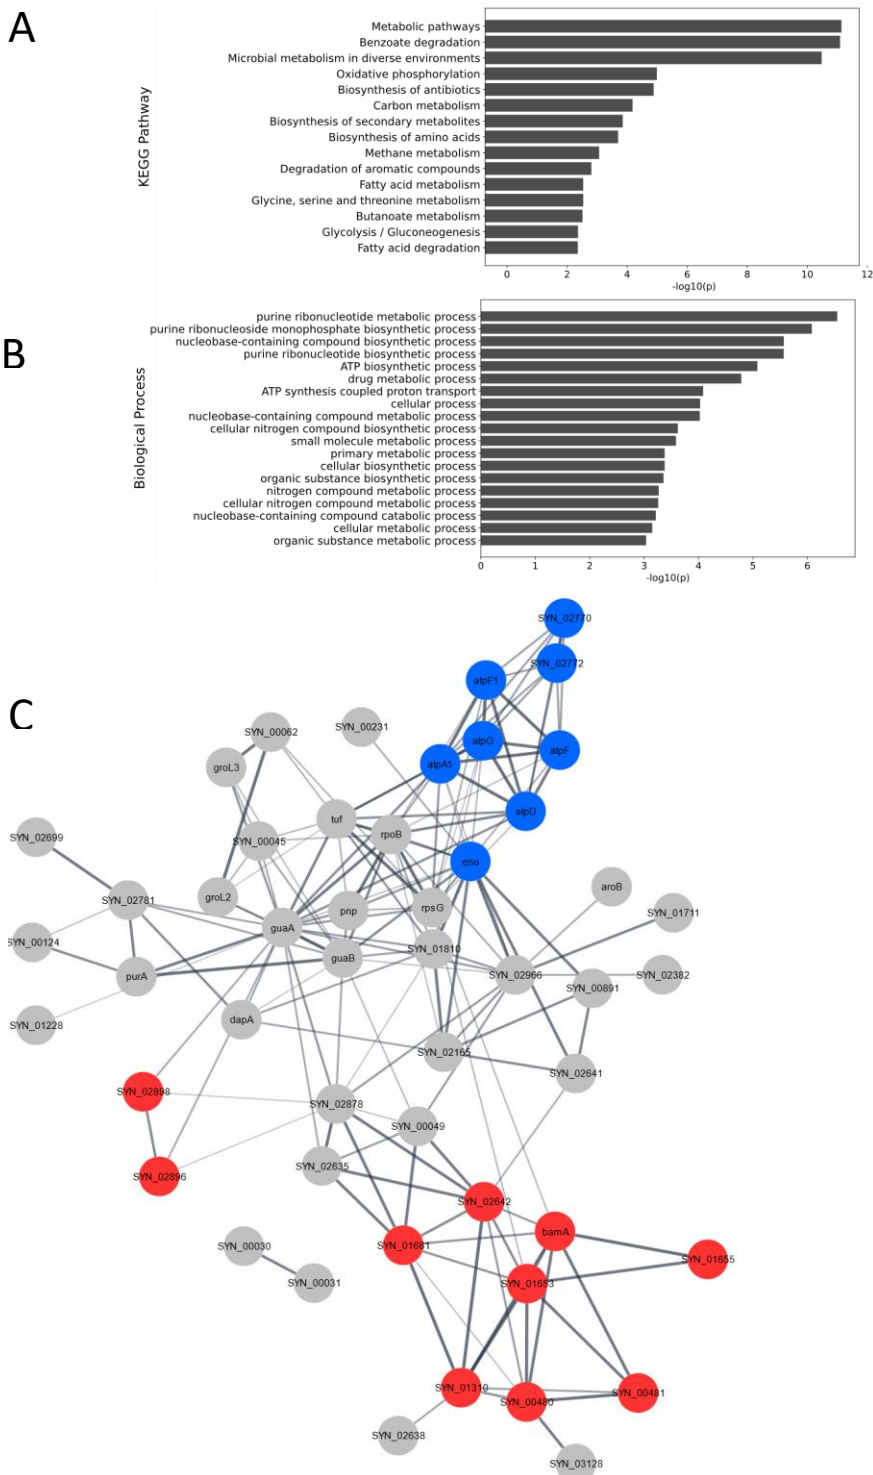 A
KEGG Pathway
Metabolic pathways
Benzoate degradation
Microbial metabolism in diverse environments
Oxidative phosphorylation
Biosynthesis of antibiotics
Carbon metabolism
Biosynthesis of secondary metabolites
Biosynthesis of amino acids
Methane metabolism
Degradation of aromatic compounds
Fatty acid metabolism
Glycine, serine and threonine metabolism
Butanoate metabolism
Glycolysis / Gluconeogenesis
Fatty acid degradation
0 2 4 6 8 10 12
-log10(p)
B
Biological Process
purine ribonucleotide metabolic process
purine ribonucleoside monophosphate biosynthetic process
nucleobase-containing compound biosynthetic process
purine ribonucleotide biosynthetic process
ATP biosynthetic process
drug metabolic process
ATP synthesis coupled proton transport
cellular process
nucleobase-containing compound metabolic process
cellular nitrogen compound biosynthetic process
small molecule metabolic process
primary metabolic process
cellular biosynthetic process
organic substance biosynthetic process
nitrogen compound metabolic process
cellular nitrogen compound metabolic process
nucleobase-containing compound catabolic process
cellular metabolic process
organic substance metabolic process
0 1 2 3 4 5 6
-log10(p)
C
SYN_02770
SYN_02772
atpF1
SYN_00231
SYN_00062
atpG
atpF
groL3
atpA1
atpD
tuf
rpoB
SYN_02699
SYN_00045
eno
aroB
groL2
SYN_02781
pnp
rpsG
SYN_01711
guaA
SYN_00124
SYN_01810
guaB
purA
SYN_02966
SYN_02382
SYN_00891
SYN_01228
dapA
SYN_02165
SYN_02641
SYN_02898
SYN_02878
SYN_00049
SYN_02635
SYN_02896
SYN_02642
bamA
SYN_00030
SYN_01681
SYN_01655
SYN_00031
SYN_01653
SYN_01310
SYN_00480
SYN_00481
SYN_02638
SYN_03128